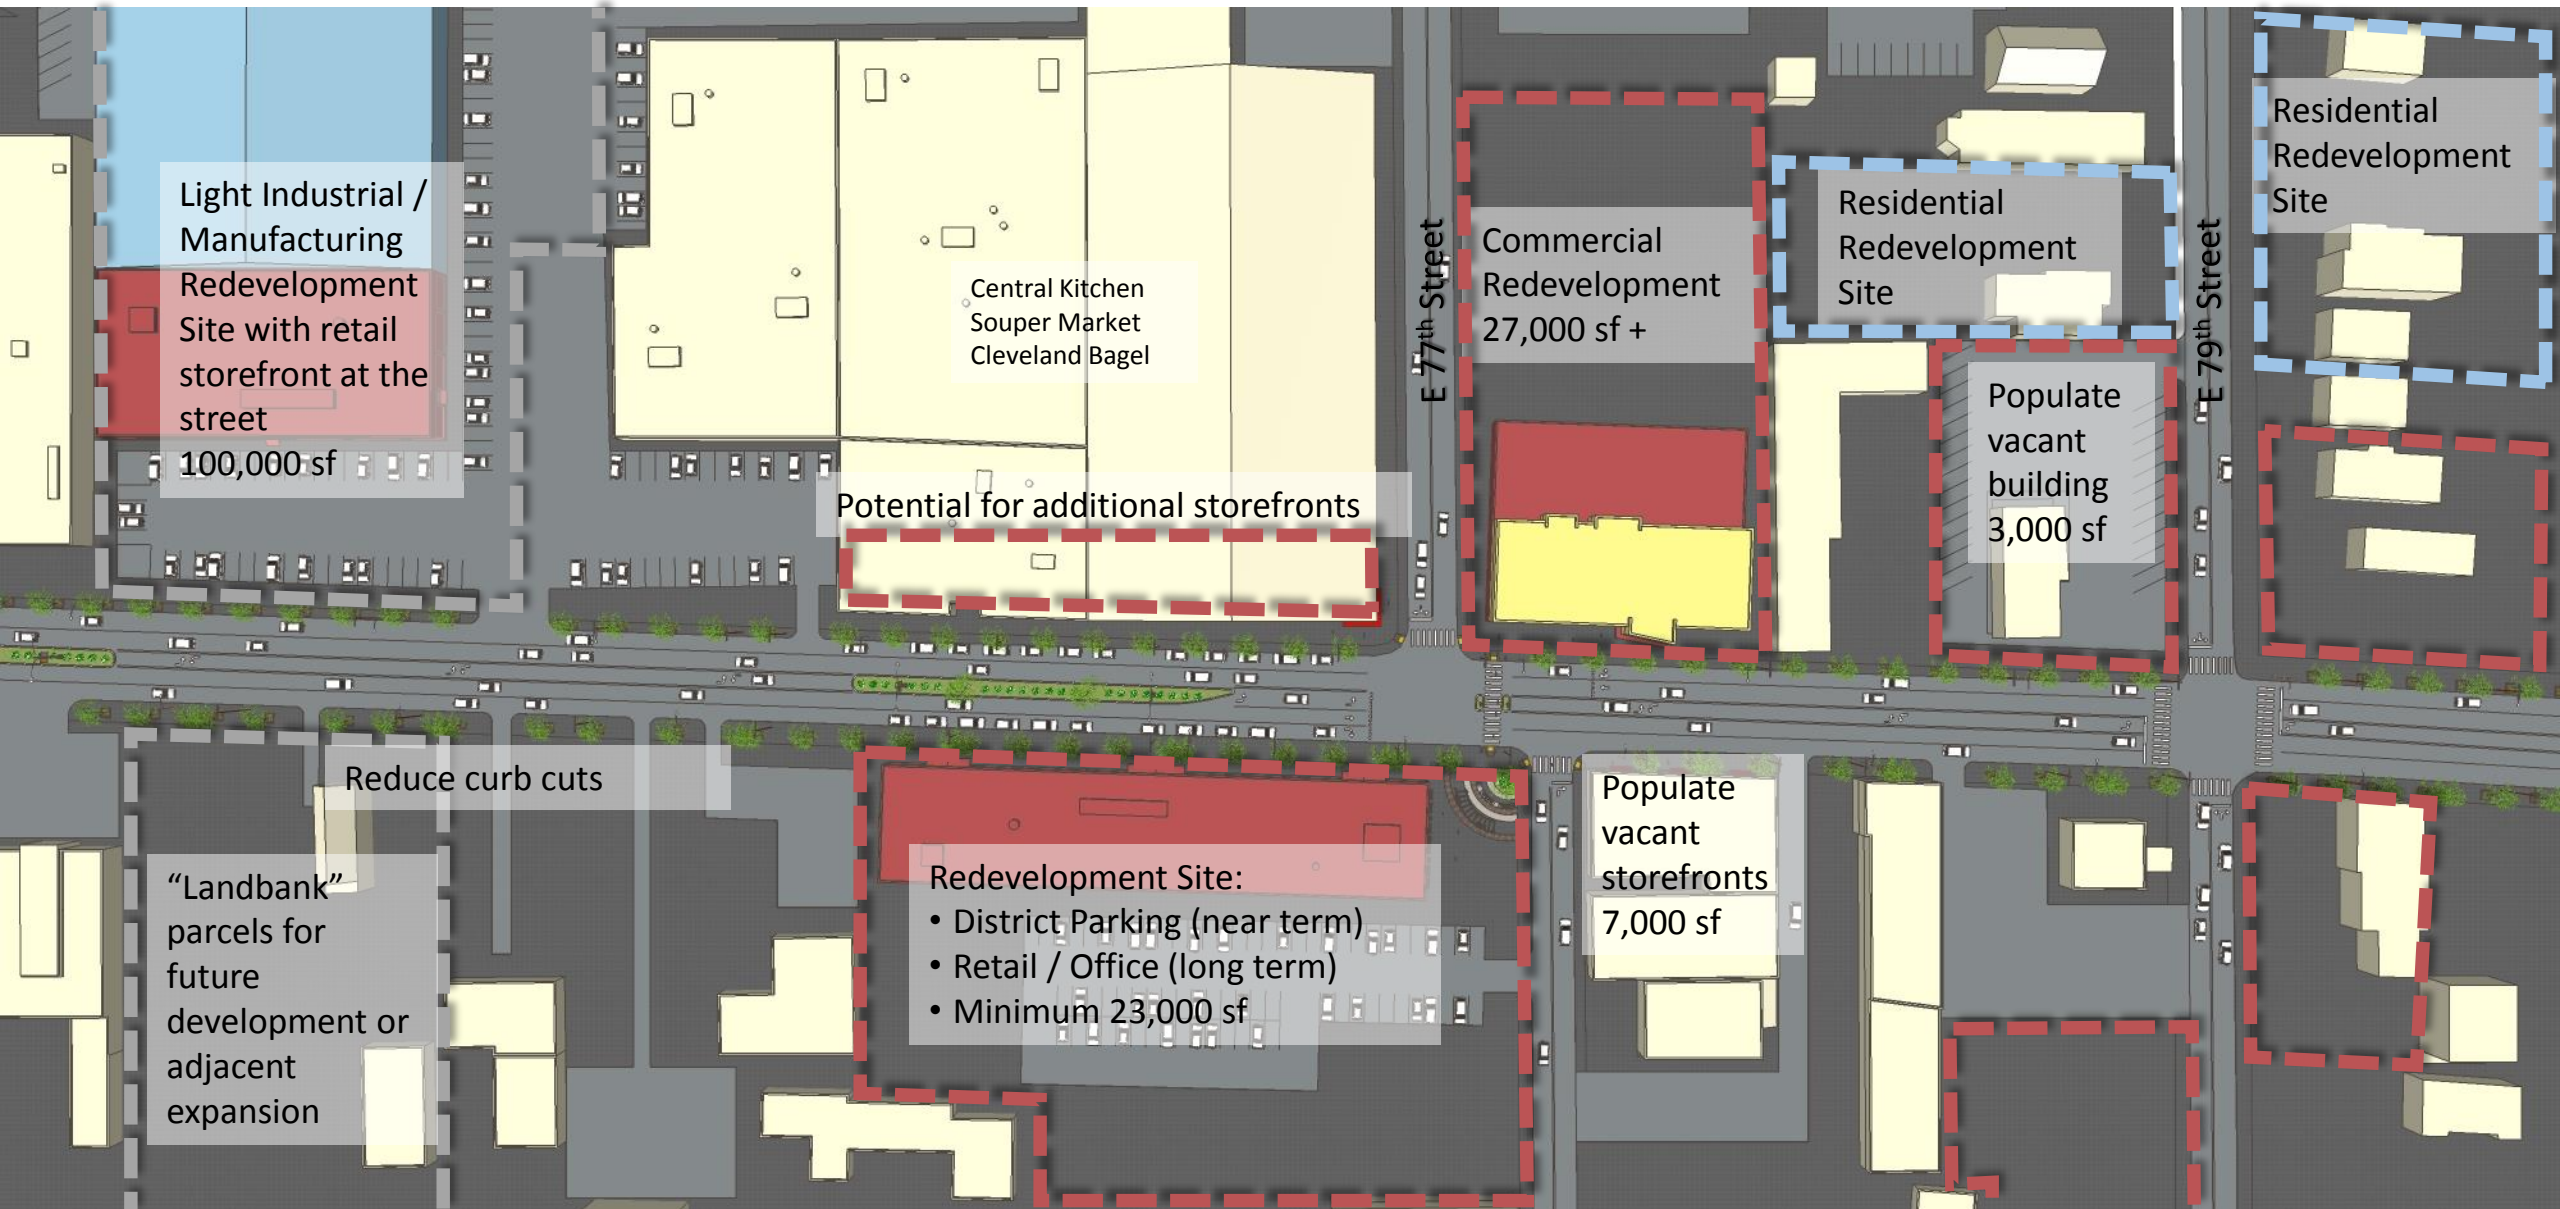 Light Industrial /
Manufacturing
Redevelopment
Site with retail
storefront at the
street
100,000 sf
Central Kitchen
Souper Market
Cleveland Bagel
Potential for additional storefronts
E 77th Street
Commercial
Redevelopment
27,000 sf +
Residential
Redevelopment
Site
Populate
vacant
building
3,000 sf
E 79th Street
Residential
Redevelopment
Site
Reduce curb cuts
“Landbank”
parcels for
future
development or
adjacent
expansion
Redevelopment Site:
• District Parking (near term)
• Retail / Office (long term)
• Minimum 23,000 sf
Populate
vacant
storefronts
7,000 sf